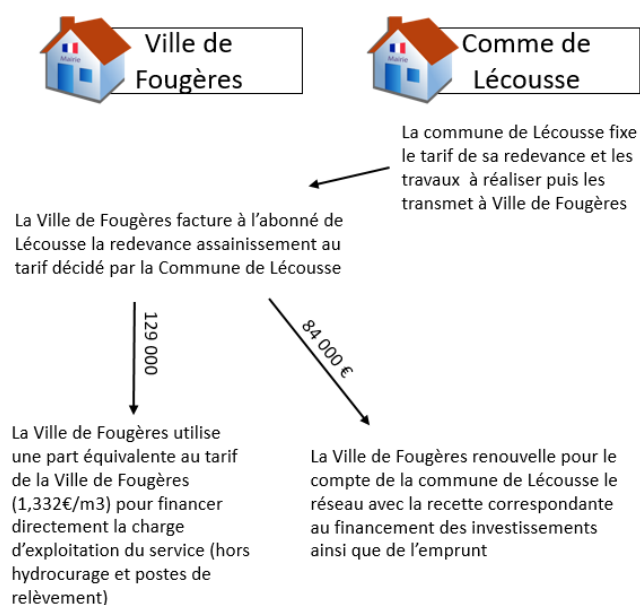 Mairie
Ville de
Fougères
Mairie
Comme de
Lécousse
La commune de Lécousse fixe
le tarif de sa redevance et les
travaux à réaliser puis les
transmet à Ville de Fougères
La Ville de Fougères facture à l'abonné de
Lécousse la redevance assainissement au
tarif décidé par la Commune de Lécousse
129 000
84 000 €
La Ville de Fougères utilise
une part équivalente au tarif
de la Ville de Fougères
(1,332€/m3) pour financer
directement la charge
d'exploitation du service (hors
hydrocurage et postes de
relèvement)
La Ville de Fougères renouvelle pour le
compte de la commune de Lécousse le
réseau avec la recette correspondante
au financement des investissements
ainsi que de l'emprunt